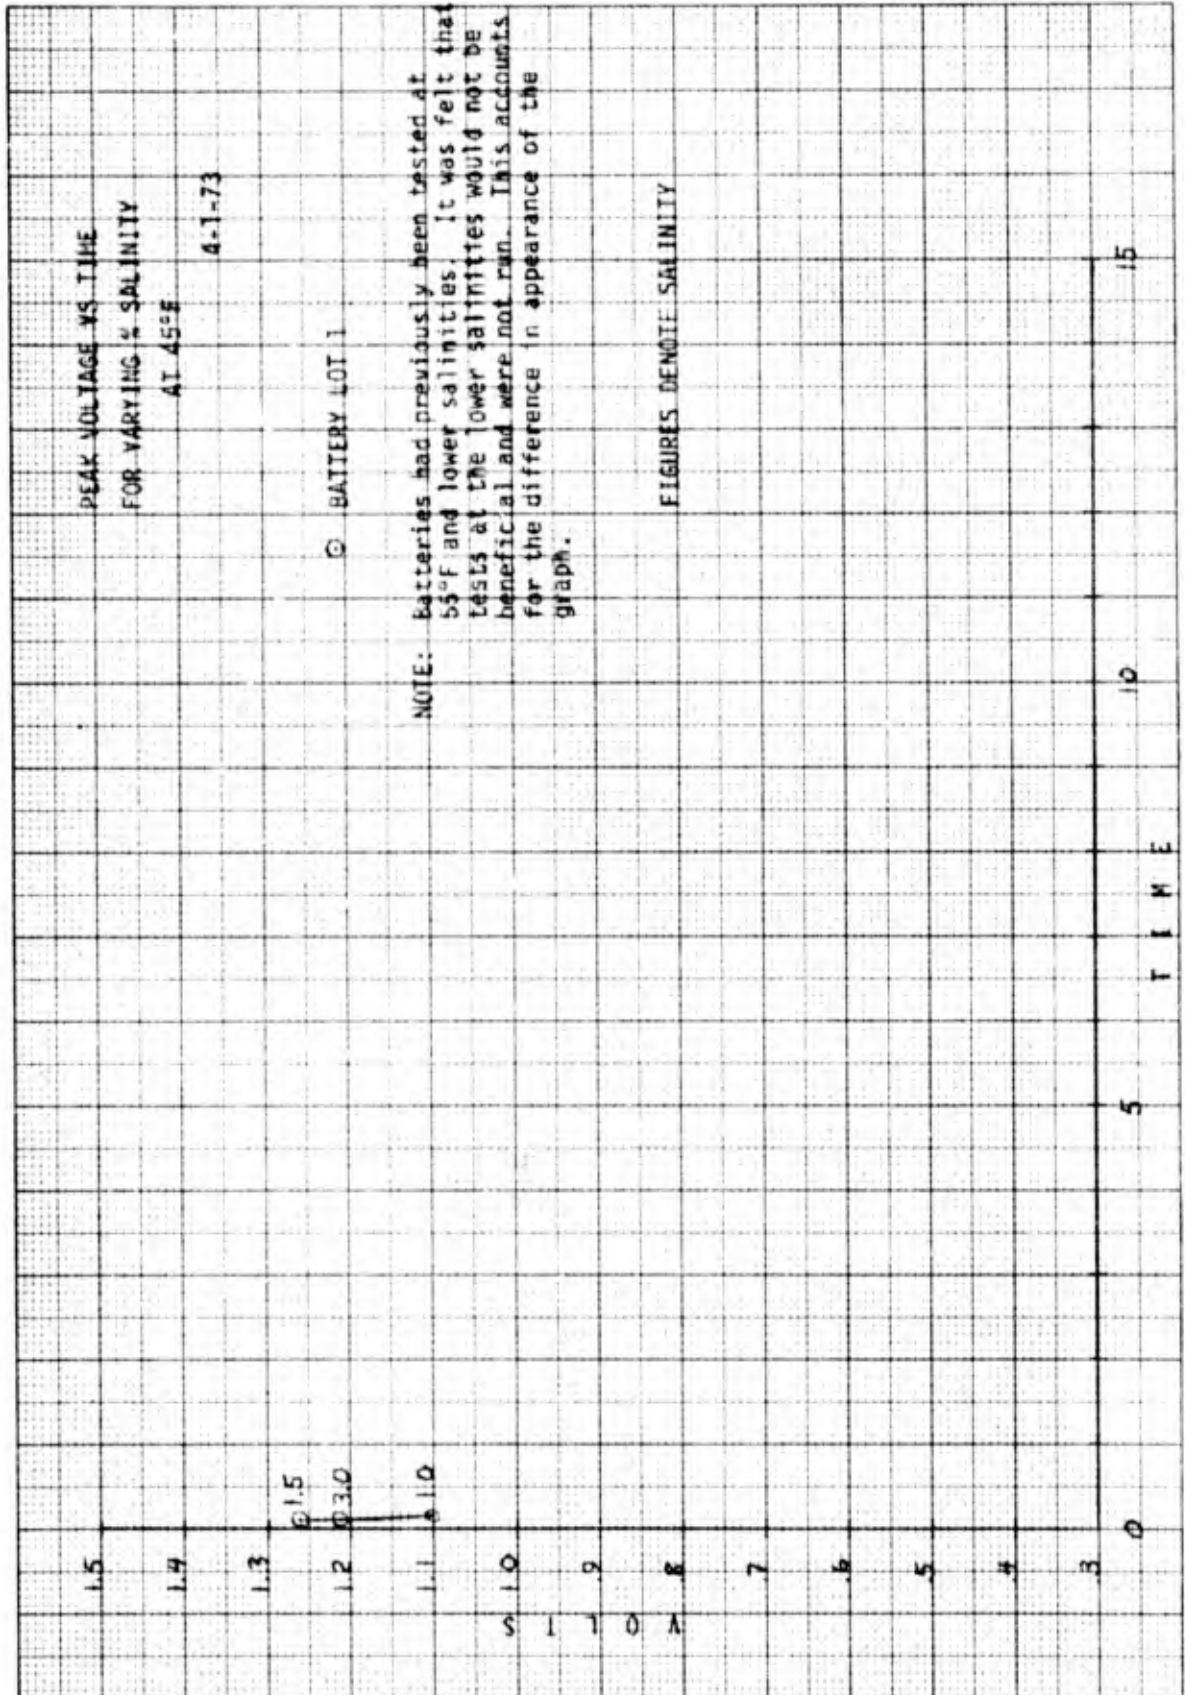 PEAK VOLTAGE VS TIME
FOR VARYING % SALINITY
AT 45°F
4-1-73
⊙ BATTERY LOT 1
NOTE: Batteries had previously been tested at
55°F and lower salinities. It was felt that
tests at the lower salinities would not be
beneficial and were not run. This accounts
for the difference in appearance of the
graph.
FIGURES DENOTE SALINITY
1.5
1.4
1.3
1.2
1.1
1.0
.9
.8
.7
.6
.5
.4
.3
VOLTS
1.5
3.0
1.0
0
5
10
15
TIME